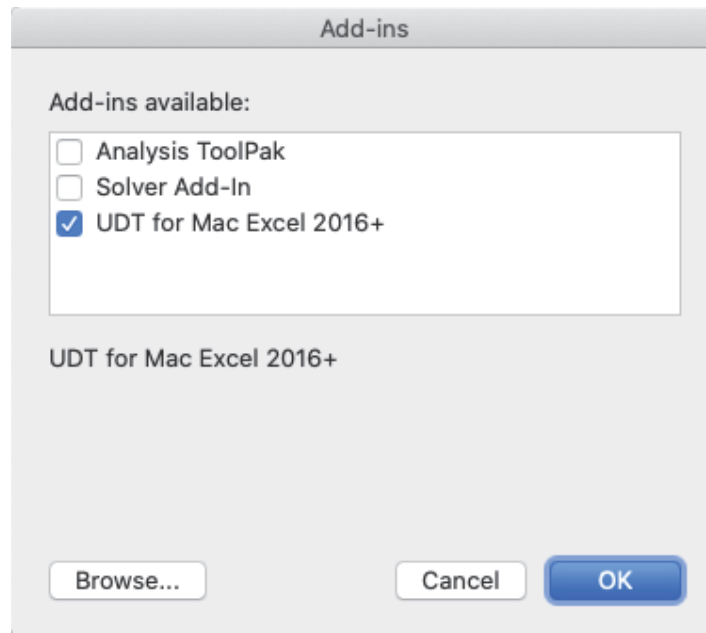 Add-ins
Add-ins available:
Analysis ToolPak
Solver Add-In
UDT for Mac Excel 2016+
UDT for Mac Excel 2016+
Browse...
Cancel
OK